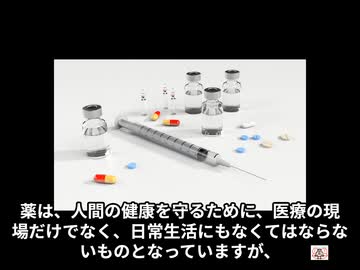 薬は、人間の健康を守るために、医療の現
場だけでなく、日常生活にもなくてはならな
いものとなっていますが、